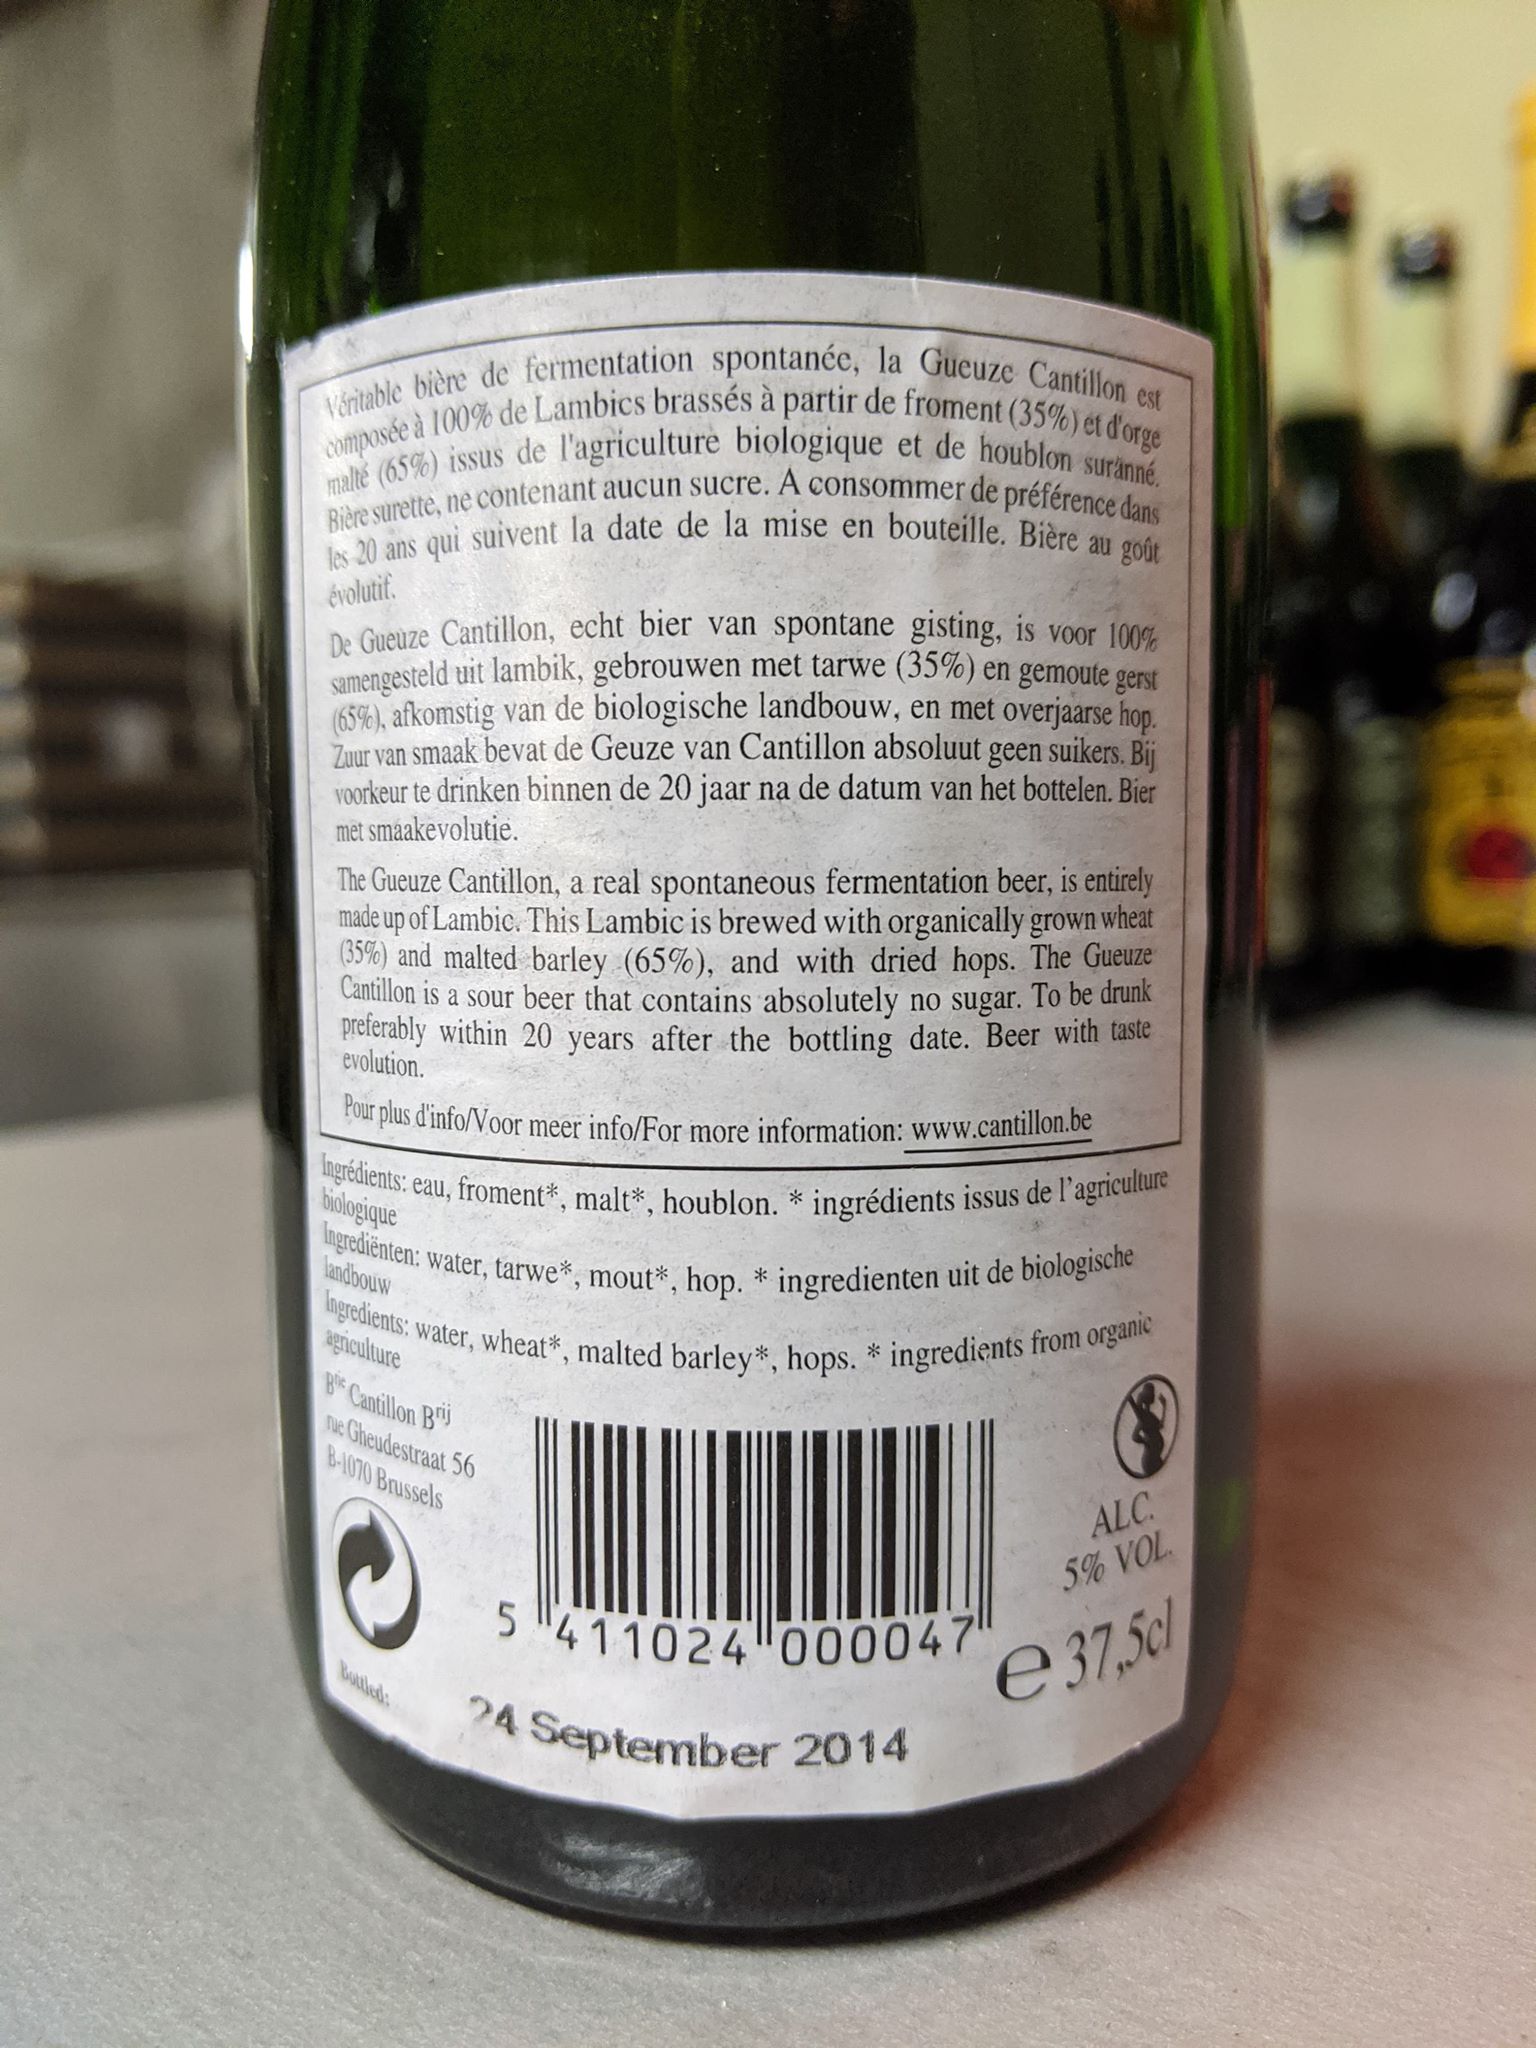 Véritable bière de fermentation spontanée, la Gueuze Cantillon est
composée à 100% de Lambics brassés à partir de froment (35%) et d'orge
malté (65%) issus de l'agriculture biologique et de houblon suranné.
Bière surette, ne contenant aucun sucre. A consommer de préférence dans
les 20 ans qui suivent la date de la mise en bouteille. Bière au goût
évolutif.
De Gueuze Cantillon, echt bier van spontane gisting, is voor 100%
samengesteld uit lambik, gebrouwen met tarwe (35%) en gemoute gerst
(65%), afkomstig van de biologische landbouw, en met overjaarse hop.
Zuur van smaak bevat de Geuze van Cantillon absoluut geen suikers. Bij
voorkeur te drinken binnen de 20 jaar na de datum van het bottelen. Bier
met smaakevolutie.
The Gueuze Cantillon, a real spontaneous fermentation beer, is entirely
made up of Lambic. This Lambic is brewed with organically grown wheat
(35%) and malted barley (65%), and with dried hops. The Gueuze
Cantillon is a sour beer that contains absolutely no sugar. To be drunk
preferably within 20 years after the bottling date. Beer with taste
evolution.
Pour plus d'info/Voor meer info/For more information: www.cantillon.be
Ingrédients: eau, froment*, malt*, houblon. * ingrédients issus de l'agriculture
biologique
Ingrediënten: water, tarwe*, mout*, hop. * ingredienten uit de biologische
landbouw
Ingredients: water, wheat*, malted barley*, hops. * ingredients from organic
agriculture
Brie Cantillon Brij
rue Gheudestraat 56
B-1070 Brussels
ALC.
5% VOL.
5 411024 000047
e 37,5cl
Bottled:
24 September 2014